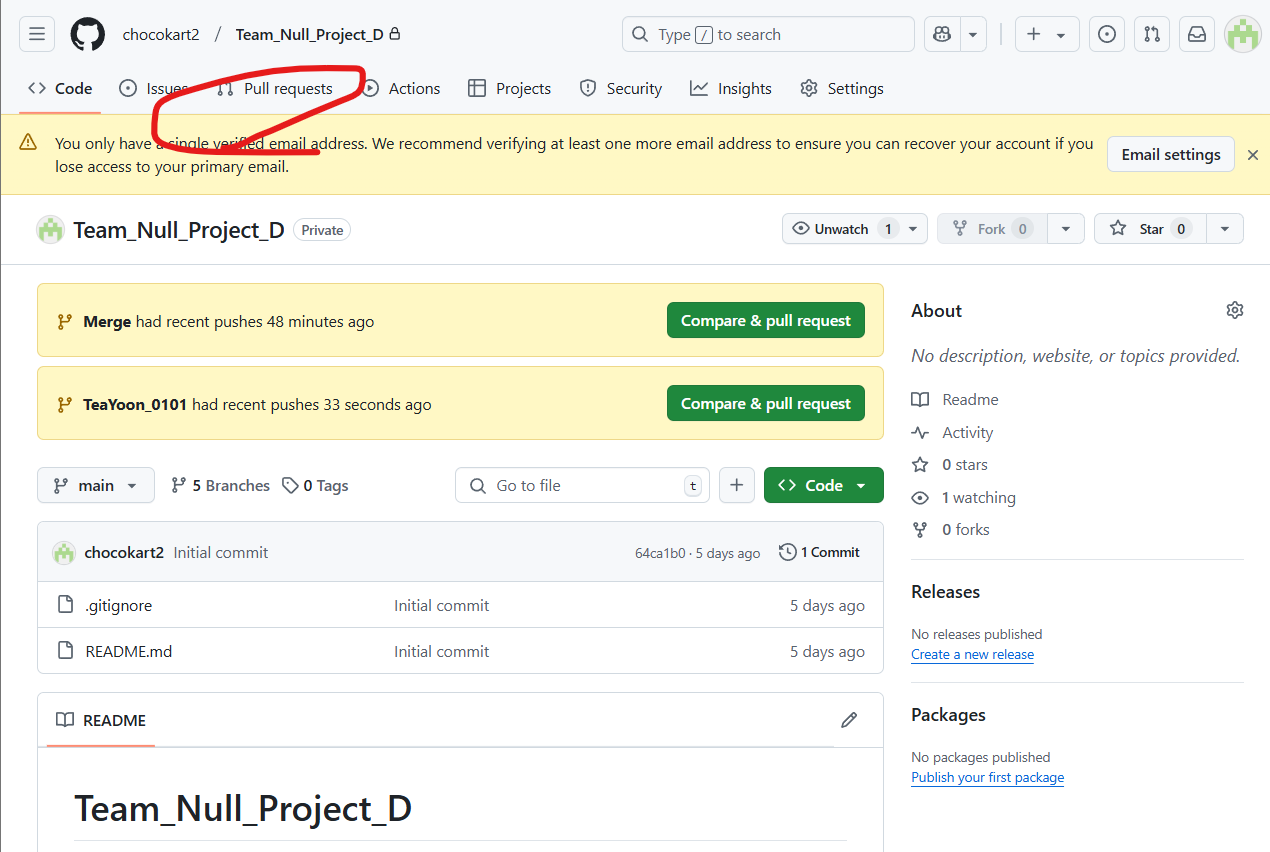 chocokart2 / Team_Null_Project_D
Type / to search
Code Issues Pull requests Actions Projects Security Insights Settings
You only have a single verified email address. We recommend verifying at least one more email address to ensure you can recover your account if you
lose access to your primary email.
Email settings
Team_Null_Project_D Private
Unwatch 1 Fork 0 Star 0
Merge had recent pushes 48 minutes ago
Compare & pull request
TeaYoon_0101 had recent pushes 33 seconds ago
Compare & pull request
main 5 Branches 0 Tags
Go to file t
Code
chocokart2 Initial commit 64ca1b0 · 5 days ago 1 Commit
.gitignore Initial commit 5 days ago
README.md Initial commit 5 days ago
README
Team_Null_Project_D
About
No description, website, or topics provided.
Readme
Activity
0 stars
1 watching
0 forks
Releases
No releases published
Create a new release
Packages
No packages published
Publish your first package